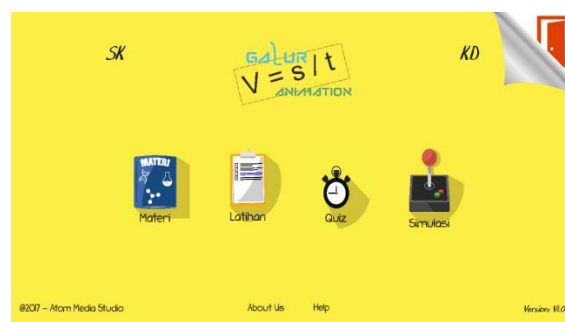 SK
GALUR
V = s / t
ANIMATION
KD
MATERI
Materi
Latihan
Quiz
Simulasi
@2017 – Atom Media Studio
About Us
Help
Version: V1.0